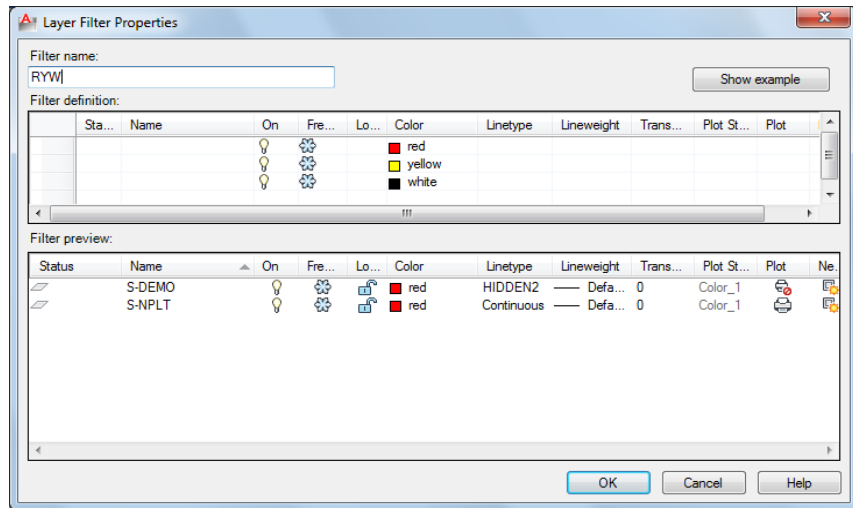 Layer Filter Properties
Filter name:
RYW
Show example
Filter definition:
Sta... Name On Fre... Lo... Color Linetype Lineweight Trans... Plot St... Plot
red
yellow
white
Filter preview:
Status Name On Fre... Lo... Color Linetype Lineweight Trans... Plot St... Plot Ne.
S-DEMO red HIDDEN2 Defa... 0 Color_1
S-NPLT red Continuous Defa... 0 Color_1
OK Cancel Help